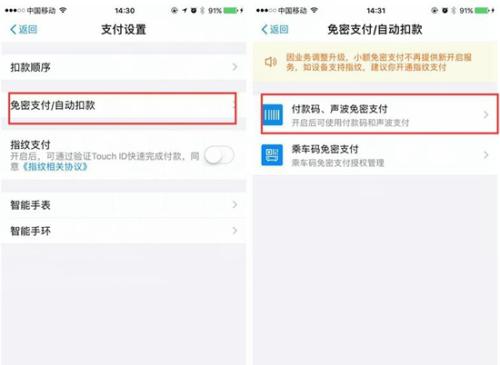 中国移动 14:30 91%
返回 支付设置
扣款顺序
免密支付/自动扣款
指纹支付
开启后，可通过验证Touch ID快速完成付款，同
意《指纹相关协议》
智能手表
智能手环
中国移动 14:31 91%
返回 免密支付/自动扣款
因业务调整升级，小额免密支付不再提供新开启服
务，如设备支持指纹，建议你开通指纹支付
付款码、声波免密支付
开启后可使用付款码和声波支付
乘车码免密支付
乘车码免密支付授权管理